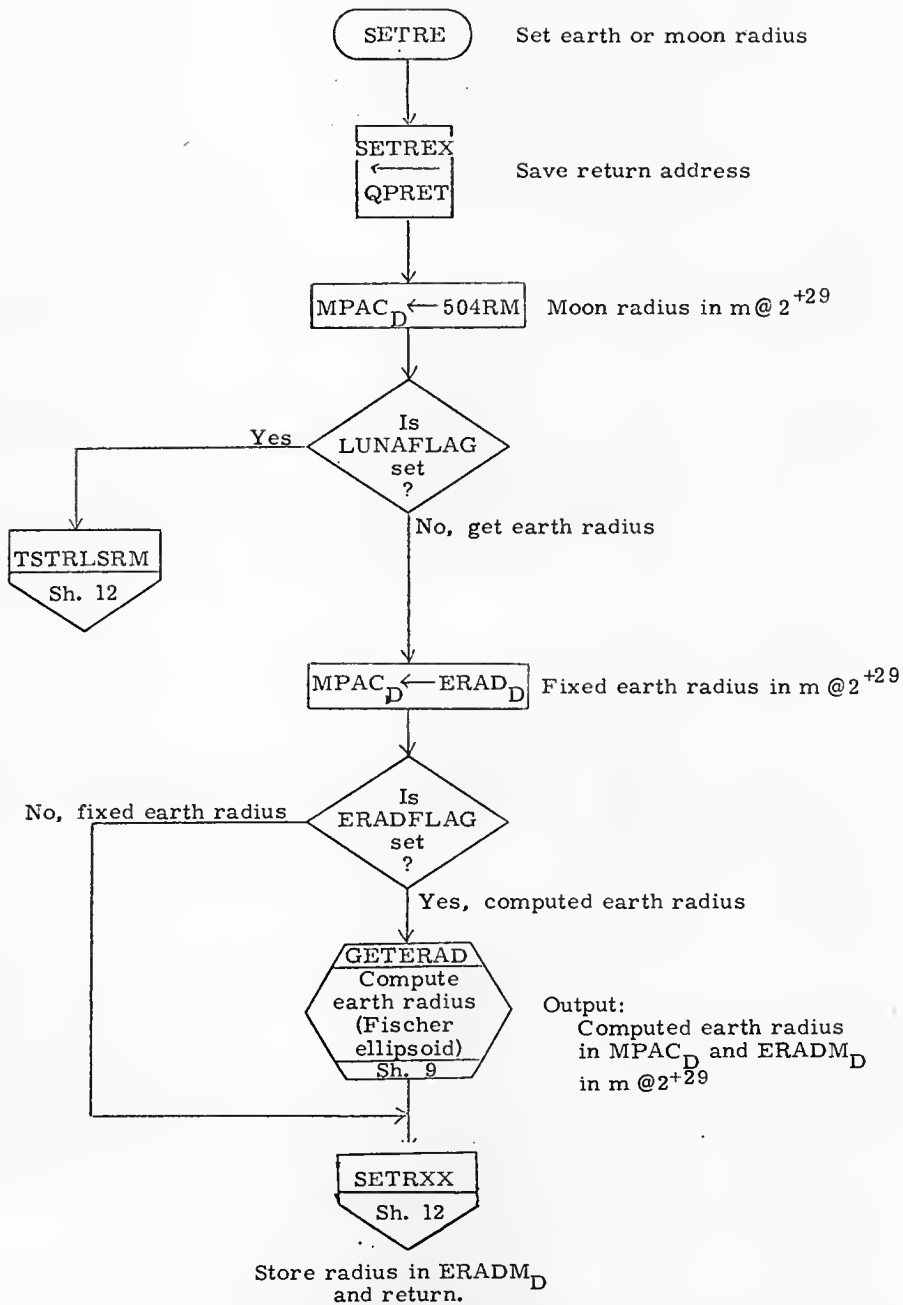 SETRE
Set earth or moon radius
SETREX
←
QPRET
Save return address
MPAC_D ← 504RM
Moon radius in m @ 2^+29
Is
LUNAFLAG
set
?
Yes
TSTRLSRM
Sh. 12
No, get earth radius
MPAC_D ← ERAD_D
Fixed earth radius in m @2^+29
No, fixed earth radius
Is
ERADFLAG
set
?
Yes, computed earth radius
GETERAD
Compute
earth radius
(Fischer
ellipsoid)
Sh. 9
Output:
Computed earth radius
in MPAC_D and ERADM_D
in m @2^+29
SETRXX
Sh. 12
Store radius in ERADM_D
and return.